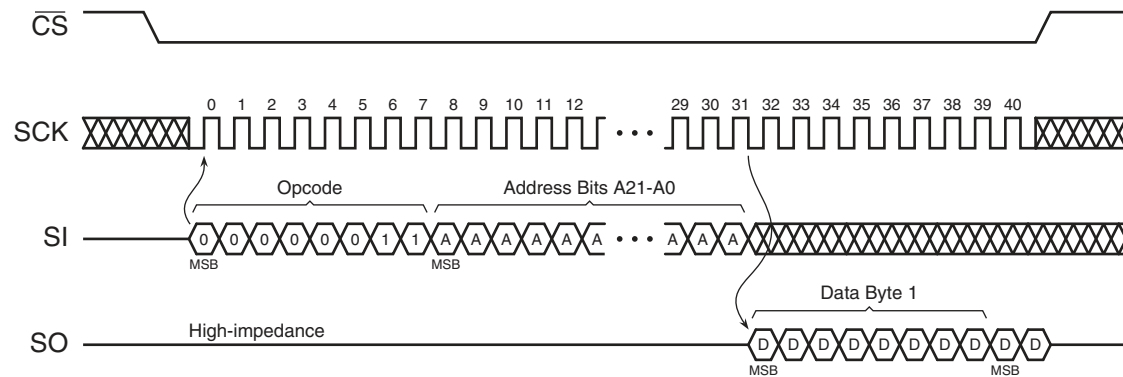 CS
0 1 2 3 4 5 6 7 8 9 10 11 12 29 30 31 32 33 34 35 36 37 38 39 40
SCK
Opcode Address Bits A21-A0
SI 0 0 0 0 0 0 1 1 A A A A A A A A A
MSB MSB
Data Byte 1
High-impedance
SO D D D D D D D D D D
MSB MSB